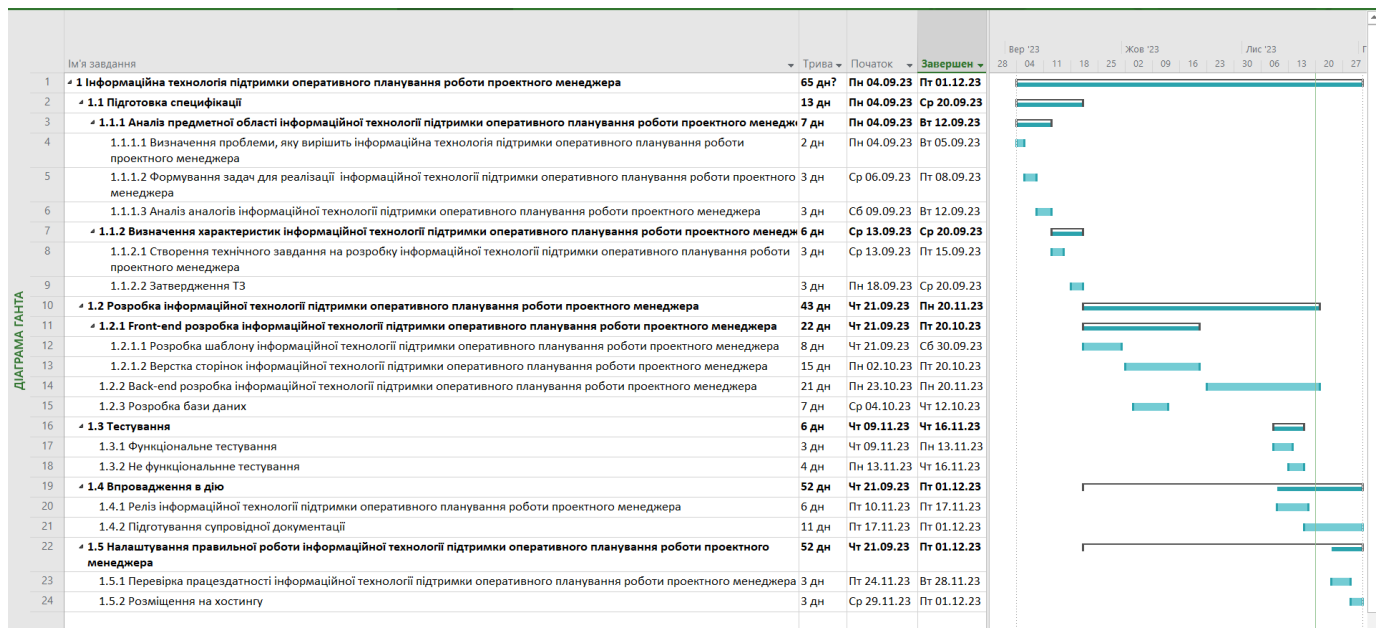 Вер '23 Жов '23 Лис '23
Ім'я завдання Трива Початок Завершен 28 04 11 18 25 02 09 16 23 30 06 13 20 27
ДІАГРАМА ГАНТА
1 1 Інформаційна технологія підтримки оперативного планування роботи проектного менеджера 65 дн? Пн 04.09.23 Пт 01.12.23
2 1.1 Підготовка специфікації 13 дн Пн 04.09.23 Ср 20.09.23
3 1.1.1 Аналіз предметної області інформаційної технології підтримки оперативного планування роботи проектного менедж 7 дн Пн 04.09.23 Вт 12.09.23
4 1.1.1.1 Визначення проблеми, яку вирішить інформаційна технологія підтримки оперативного планування роботи 2 дн Пн 04.09.23 Вт 05.09.23
проектного менеджера
5 1.1.1.2 Формування задач для реалізації інформаційної технології підтримки оперативного планування роботи проектного 3 дн Ср 06.09.23 Пт 08.09.23
менеджера
6 1.1.1.3 Аналіз аналогів інформаційної технології підтримки оперативного планування роботи проектного менеджера 3 дн Сб 09.09.23 Вт 12.09.23
7 1.1.2 Визначення характеристик інформаційної технології підтримки оперативного планування роботи проектного менедж 6 дн Ср 13.09.23 Ср 20.09.23
8 1.1.2.1 Створення технічного завдання на розробку інформаційної технології підтримки оперативного планування роботи 3 дн Ср 13.09.23 Пт 15.09.23
проектного менеджера
9 1.1.2.2 Затвердження ТЗ 3 дн Пн 18.09.23 Ср 20.09.23
10 1.2 Розробка інформаційної технології підтримки оперативного планування роботи проектного менеджера 43 дн Чт 21.09.23 Пн 20.11.23
11 1.2.1 Front-end розробка інформаційної технології підтримки оперативного планування роботи проектного менеджера 22 дн Чт 21.09.23 Пт 20.10.23
12 1.2.1.1 Розробка шаблону інформаційної технології підтримки оперативного планування роботи проектного менеджера 8 дн Чт 21.09.23 Сб 30.09.23
13 1.2.1.2 Верстка сторінок інформаційної технології підтримки оперативного планування роботи проектного менеджера 15 дн Пн 02.10.23 Пт 20.10.23
14 1.2.2 Back-end розробка інформаційної технології підтримки оперативного планування роботи проектного менеджера 21 дн Пн 23.10.23 Пн 20.11.23
15 1.2.3 Розробка бази даних 7 дн Ср 04.10.23 Чт 12.10.23
16 1.3 Тестування 6 дн Чт 09.11.23 Чт 16.11.23
17 1.3.1 Функціональне тестування 3 дн Чт 09.11.23 Пн 13.11.23
18 1.3.2 Не функціональнне тестування 4 дн Пн 13.11.23 Чт 16.11.23
19 1.4 Впровадження в дію 52 дн Чт 21.09.23 Пт 01.12.23
20 1.4.1 Реліз інформаційної технології підтримки оперативного планування роботи проектного менеджера 6 дн Пт 10.11.23 Пт 17.11.23
21 1.4.2 Підготування супровідної документації 11 дн Пт 17.11.23 Пт 01.12.23
22 1.5 Налаштування правильної роботи інформаційної технології підтримки оперативного планування роботи проектного 52 дн Чт 21.09.23 Пт 01.12.23
менеджера
23 1.5.1 Перевірка працездатності інформаційної технології підтримки оперативного планування роботи проектного менеджера 3 дн Пт 24.11.23 Вт 28.11.23
24 1.5.2 Розміщення на хостингу 3 дн Ср 29.11.23 Пт 01.12.23